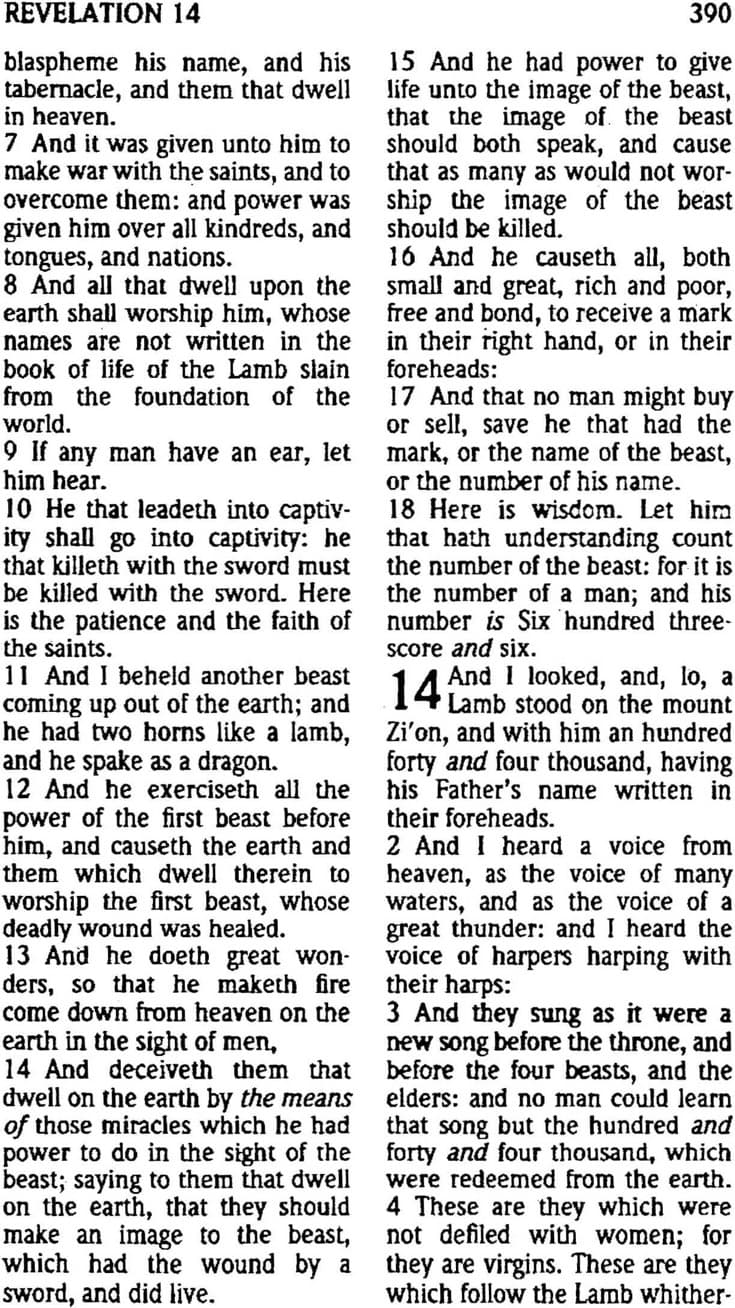 REVELATION 14
390
blaspheme his name, and his
tabernacle, and them that dwell
in heaven.
7 And it was given unto him to
make war with the saints, and to
overcome them: and power was
given him over all kindreds, and
tongues, and nations.
8 And all that dwell upon the
earth shall worship him, whose
names are not written in the
book of life of the Lamb slain
from the foundation of the
world.
9 If any man have an ear, let
him hear.
10 He that leadeth into captiv-
ity shall go into captivity: he
that killeth with the sword must
be killed with the sword. Here
is the patience and the faith of
the saints.
11 And I beheld another beast
coming up out of the earth; and
he had two horns like a lamb,
and he spake as a dragon.
12 And he exerciseth all the
power of the first beast before
him, and causeth the earth and
them which dwell therein to
worship the first beast, whose
deadly wound was healed.
13 And he doeth great won-
ders, so that he maketh fire
come down from heaven on the
earth in the sight of men,
14 And deceiveth them that
dwell on the earth by the means
of those miracles which he had
power to do in the sight of the
beast; saying to them that dwell
on the earth, that they should
make an image to the beast,
which had the wound by a
sword, and did live.
15 And he had power to give
life unto the image of the beast,
that the image of the beast
should both speak, and cause
that as many as would not wor-
ship the image of the beast
should be killed.
16 And he causeth all, both
small and great, rich and poor,
free and bond, to receive a mark
in their right hand, or in their
foreheads:
17 And that no man might buy
or sell, save he that had the
mark, or the name of the beast,
or the number of his name.
18 Here is wisdom. Let him
that hath understanding count
the number of the beast: for it is
the number of a man; and his
number is Six hundred three-
score and six.
14 And I looked, and, lo, a
Lamb stood on the mount
Zi'on, and with him an hundred
forty and four thousand, having
his Father's name written in
their foreheads.
2 And I heard a voice from
heaven, as the voice of many
waters, and as the voice of a
great thunder: and I heard the
voice of harpers harping with
their harps:
3 And they sung as it were a
new song before the throne, and
before the four beasts, and the
elders: and no man could learn
that song but the hundred and
forty and four thousand, which
were redeemed from the earth.
4 These are they which were
not defiled with women; for
they are virgins. These are they
which follow the Lamb whither-